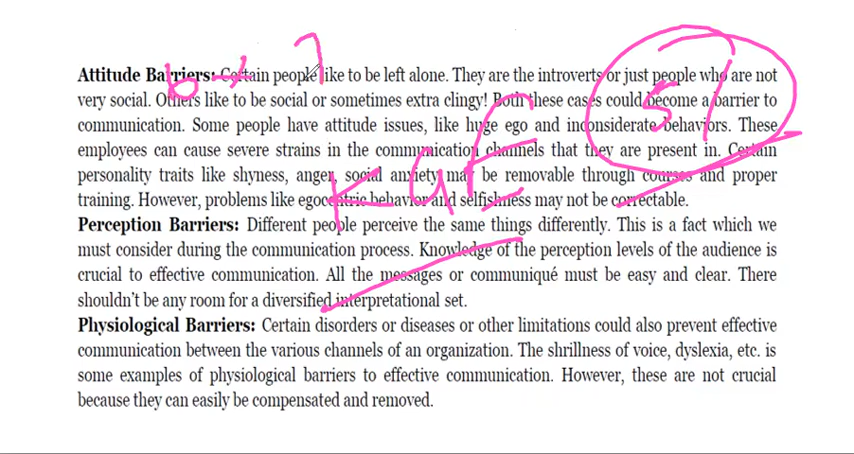 Attitude Barriers: Certain people like to be left alone. They are the introverts or just people who are not
very social. Others like to be social or sometimes extra clingy! Both these cases could become a barrier to
communication. Some people have attitude issues, like huge ego and inconsiderate behaviors. These
employees can cause severe strains in the communication channels that they are present in. Certain
personality traits like shyness, anger, social anxiety may be removable through courses and proper
training. However, problems like egocentric behavior and selfishness may not be correctable.
Perception Barriers: Different people perceive the same things differently. This is a fact which we
must consider during the communication process. Knowledge of the perception levels of the audience is
crucial to effective communication. All the messages or communiqué must be easy and clear. There
shouldn't be any room for a diversified interpretational set.
Physiological Barriers: Certain disorders or diseases or other limitations could also prevent effective
communication between the various channels of an organization. The shrillness of voice, dyslexia, etc. is
some examples of physiological barriers to effective communication. However, these are not crucial
because they can easily be compensated and removed.